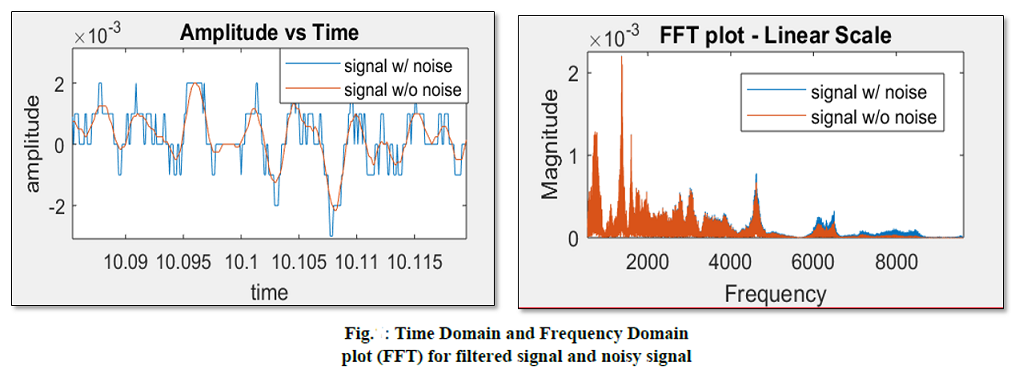 Amplitude vs Time
×10⁻³
signal w/ noise
signal w/o noise
2
0
-2
amplitude
10.09 10.095 10.1 10.105 10.11 10.115
time
FFT plot - Linear Scale
×10⁻³
signal w/ noise
signal w/o noise
2
1
0
Magnitude
2000 4000 6000 8000
Frequency
Fig. : Time Domain and Frequency Domain
plot (FFT) for filtered signal and noisy signal